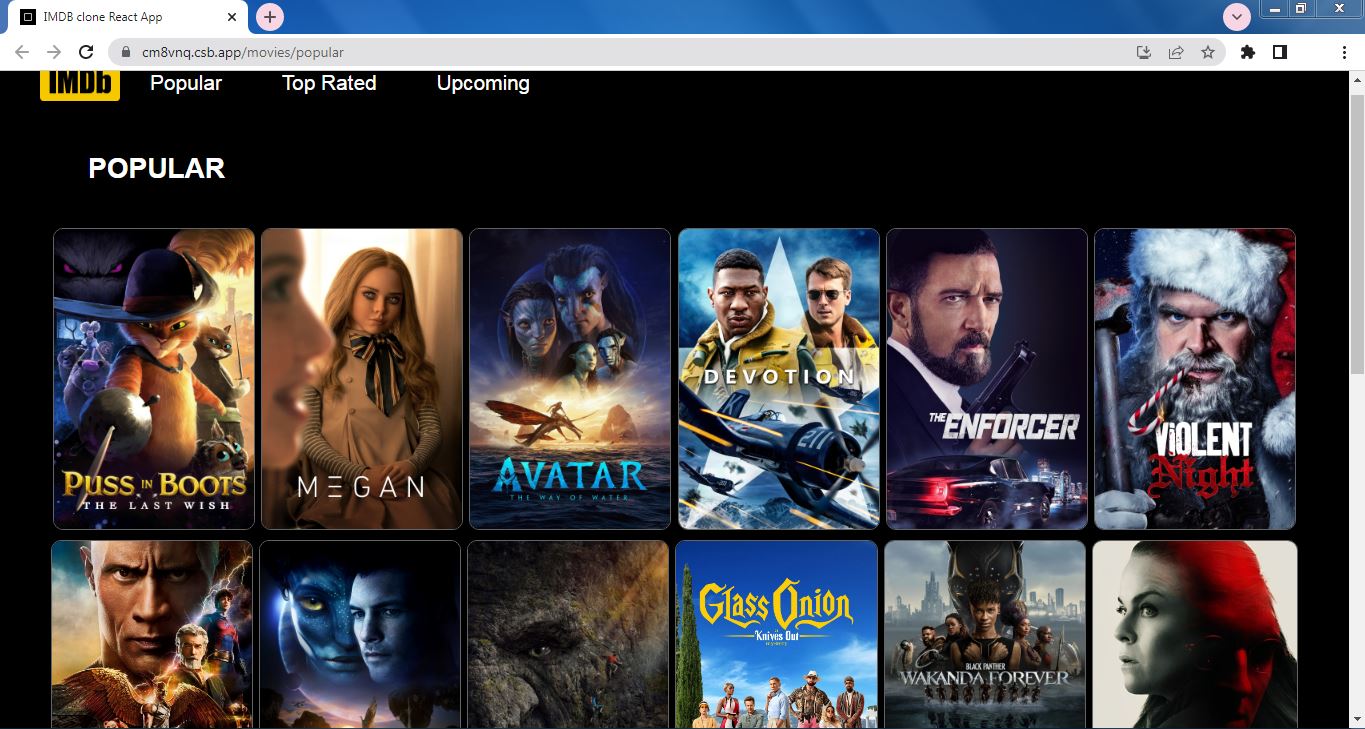 IMDB clone React App
cm8vnq.csb.app/movies/popular
IMDb
Popular
Top Rated
Upcoming
POPULAR
PUSS IN BOOTS
THE LAST WISH
M Ξ G A N
AVATAR
THE WAY OF WATER
DEVOTION
THE ENFORCER
VIOLENT
Night
GLASS ONION
A
KNIVES OUT
MYSTERY
BLACK PANTHER
WAKANDA FOREVER